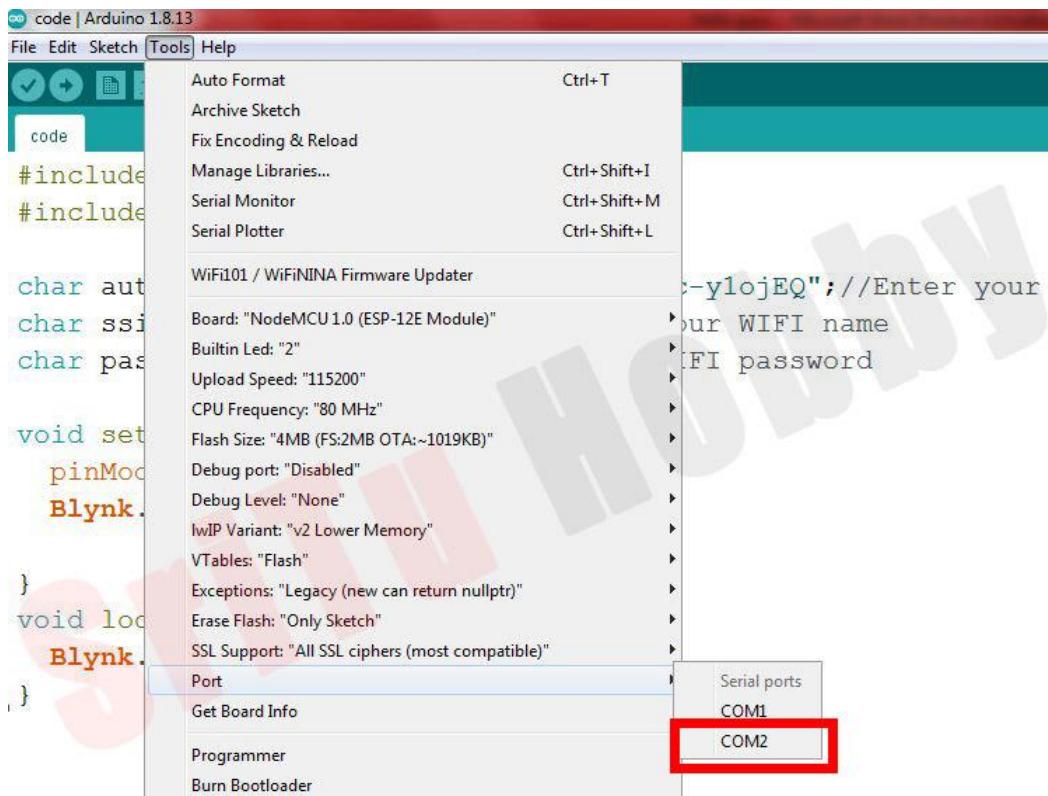 code | Arduino 1.8.13
File Edit Sketch Tools Help
Auto Format Ctrl+T
Archive Sketch
code
Fix Encoding & Reload
#include
Manage Libraries... Ctrl+Shift+I
Serial Monitor Ctrl+Shift+M
#include
Serial Plotter Ctrl+Shift+L
WiFi101 / WiFiNINA Firmware Updater
char aut c-y1ojEQ";//Enter your
Board: "NodeMCU 1.0 (ESP-12E Module)"
char ssi our WIFI name
Builtin Led: "2"
char pas IFI password
Upload Speed: "115200"
CPU Frequency: "80 MHz"
void set
Flash Size: "4MB (FS:2MB OTA:~1019KB)"
pinMod
Debug port: "Disabled"
Debug Level: "None"
Blynk.
lwIP Variant: "v2 Lower Memory"
VTables: "Flash"
}
Exceptions: "Legacy (new can return nullptr)"
void loo
Erase Flash: "Only Sketch"
Blynk.
SSL Support: "All SSL ciphers (most compatible)"
Port
Serial ports
}
Get Board Info
COM1
COM2
Programmer
Burn Bootloader
SriTu Hobby